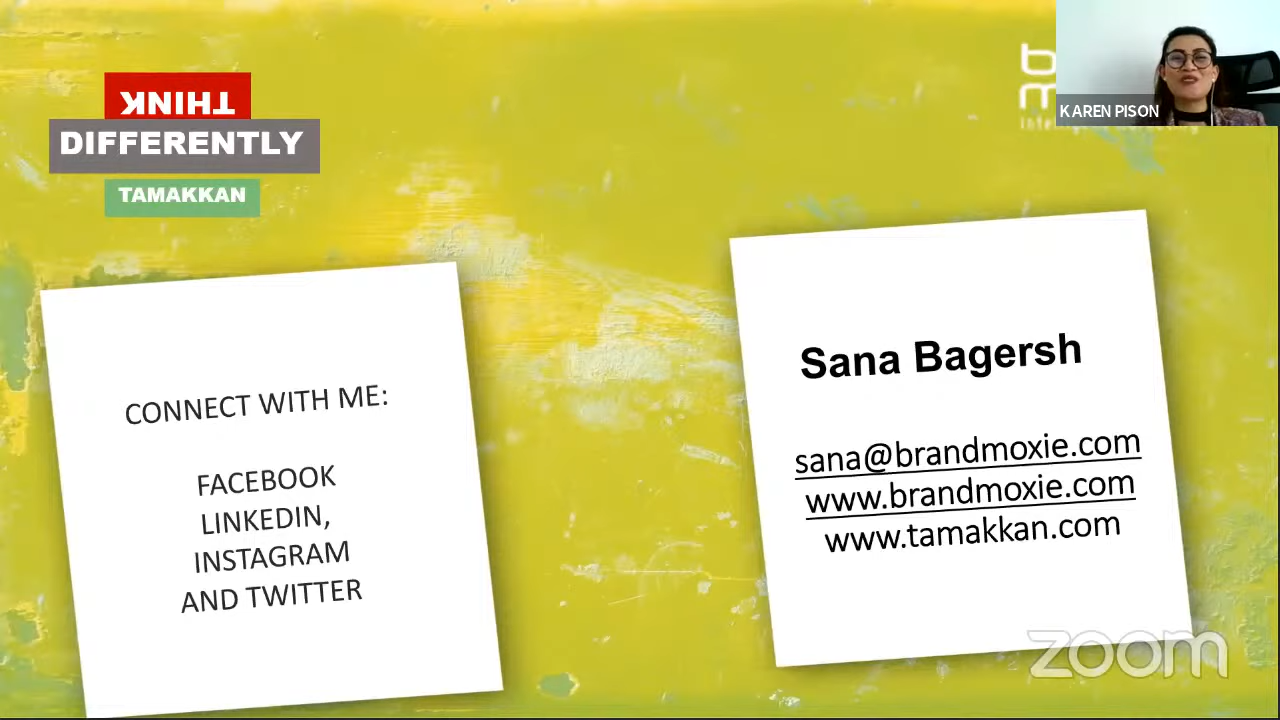 THINK
DIFFERENTLY
TAMAKKAN
b
m
KAREN PISON
CONNECT WITH ME:
FACEBOOK
LINKEDIN,
INSTAGRAM
AND TWITTER
Sana Bagersh
sana@brandmoxie.com
www.brandmoxie.com
www.tamakkan.com
zoom